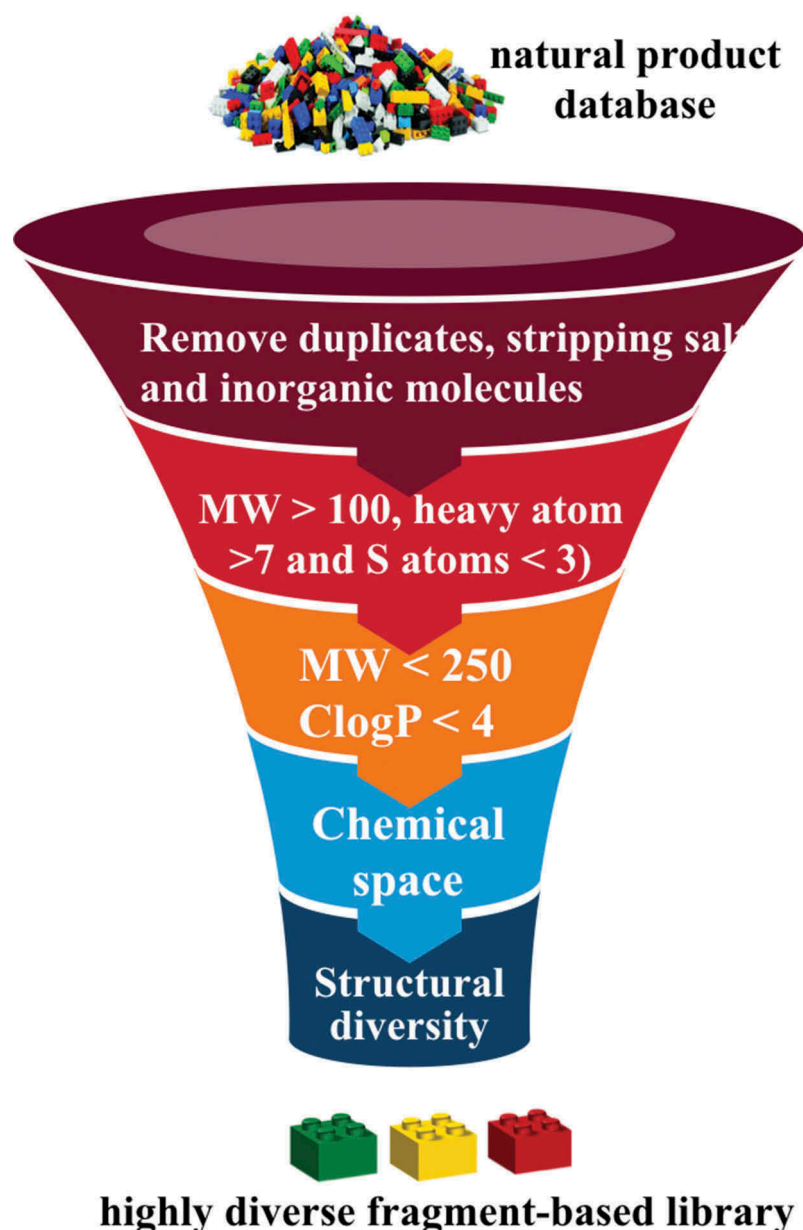 natural product
database
Remove duplicates, stripping salt
and inorganic molecules
MW > 100, heavy atom
>7 and S atoms < 3)
MW < 250
ClogP < 4
Chemical
space
Structural
diversity
highly diverse fragment-based library